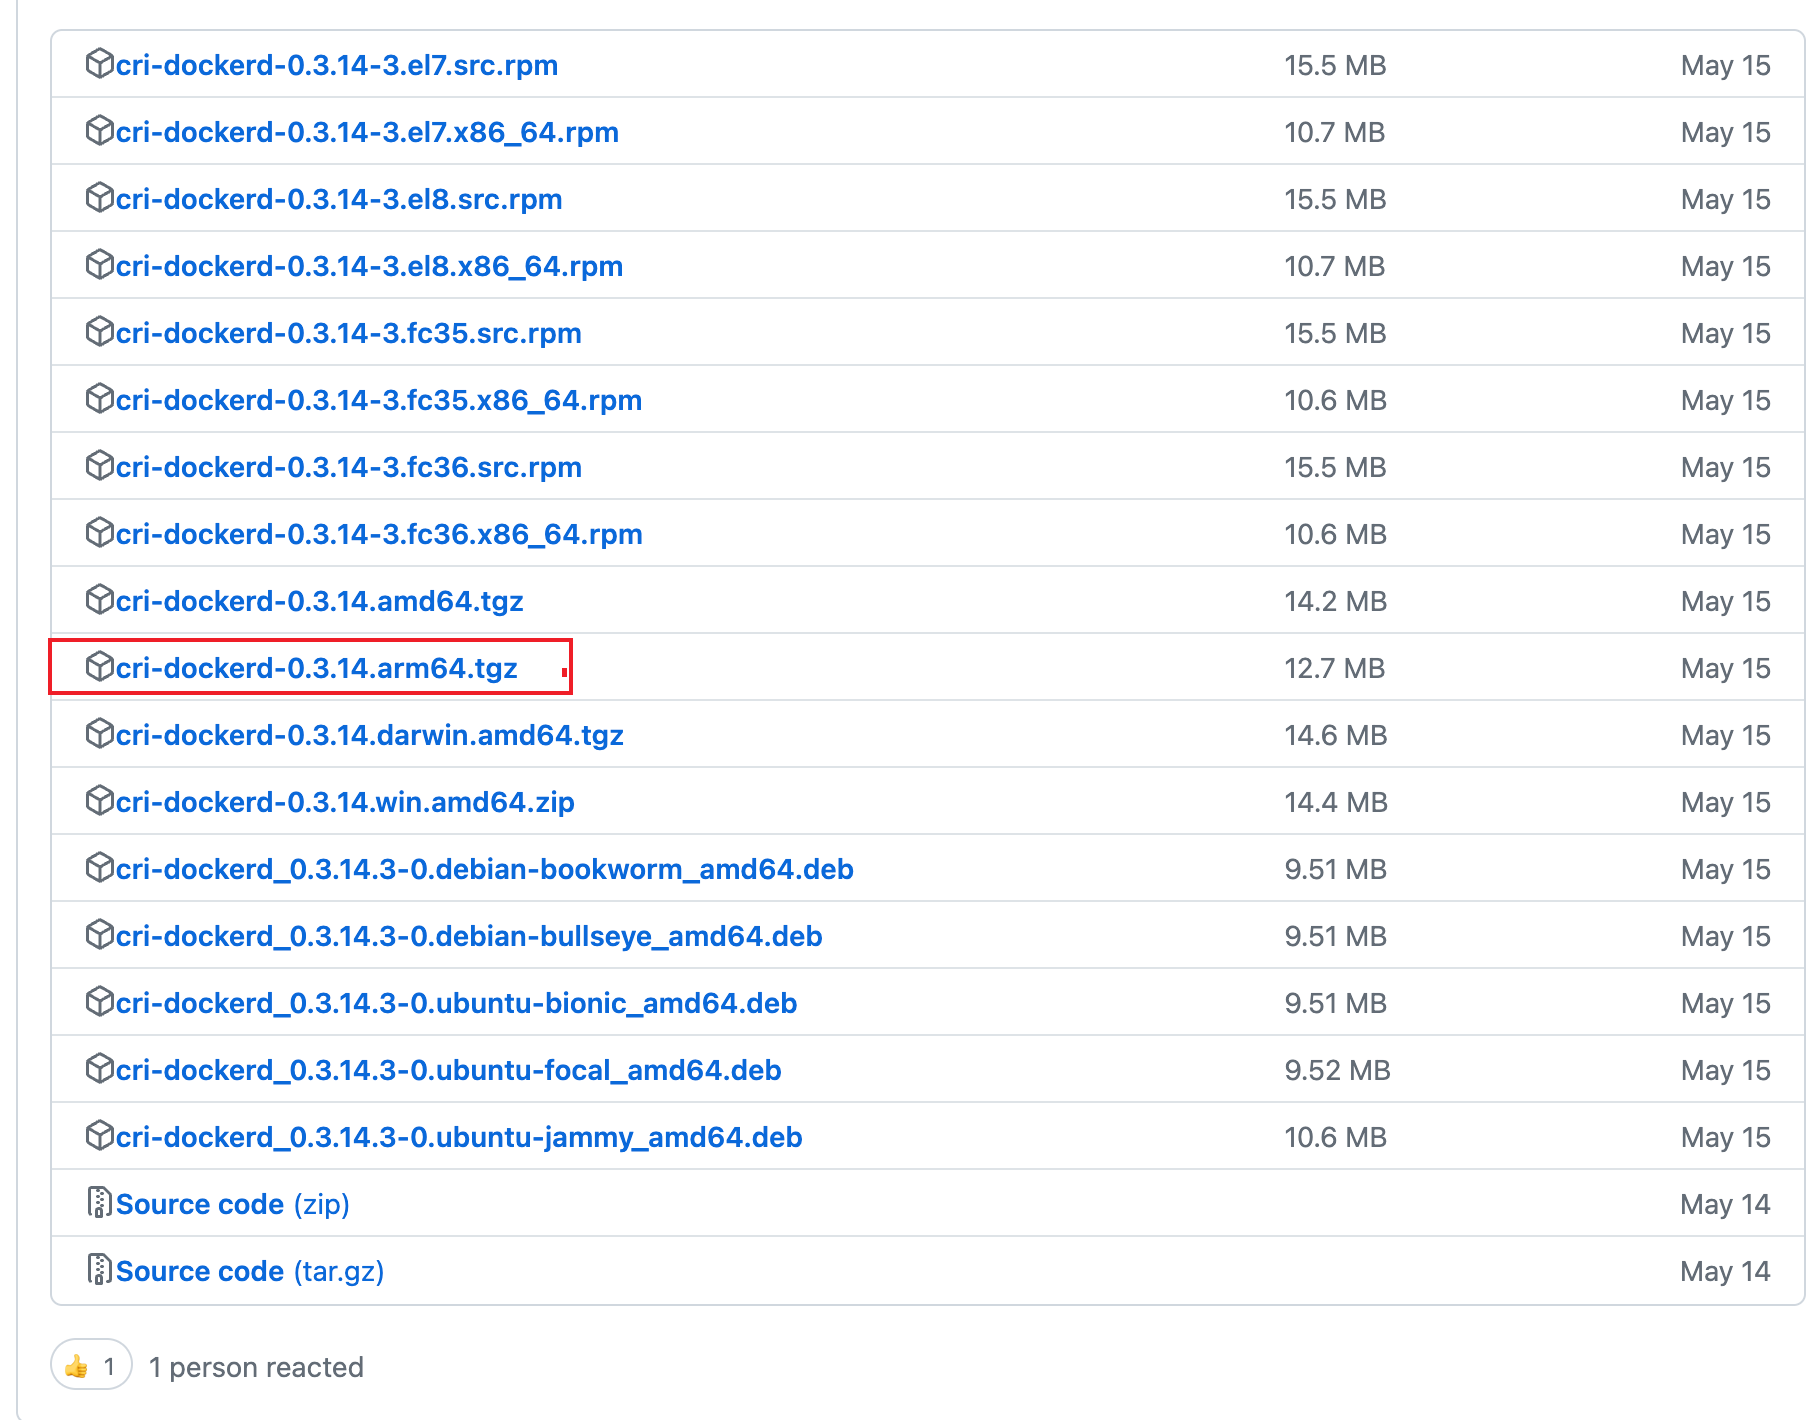 cri-dockerd-0.3.14-3.el7.src.rpm 15.5 MB May 15
cri-dockerd-0.3.14-3.el7.x86_64.rpm 10.7 MB May 15
cri-dockerd-0.3.14-3.el8.src.rpm 15.5 MB May 15
cri-dockerd-0.3.14-3.el8.x86_64.rpm 10.7 MB May 15
cri-dockerd-0.3.14-3.fc35.src.rpm 15.5 MB May 15
cri-dockerd-0.3.14-3.fc35.x86_64.rpm 10.6 MB May 15
cri-dockerd-0.3.14-3.fc36.src.rpm 15.5 MB May 15
cri-dockerd-0.3.14-3.fc36.x86_64.rpm 10.6 MB May 15
cri-dockerd-0.3.14.amd64.tgz 14.2 MB May 15
cri-dockerd-0.3.14.arm64.tgz 12.7 MB May 15
cri-dockerd-0.3.14.darwin.amd64.tgz 14.6 MB May 15
cri-dockerd-0.3.14.win.amd64.zip 14.4 MB May 15
cri-dockerd_0.3.14.3-0.debian-bookworm_amd64.deb 9.51 MB May 15
cri-dockerd_0.3.14.3-0.debian-bullseye_amd64.deb 9.51 MB May 15
cri-dockerd_0.3.14.3-0.ubuntu-bionic_amd64.deb 9.51 MB May 15
cri-dockerd_0.3.14.3-0.ubuntu-focal_amd64.deb 9.52 MB May 15
cri-dockerd_0.3.14.3-0.ubuntu-jammy_amd64.deb 10.6 MB May 15
Source code (zip) May 14
Source code (tar.gz) May 14
👍 1 1 person reacted